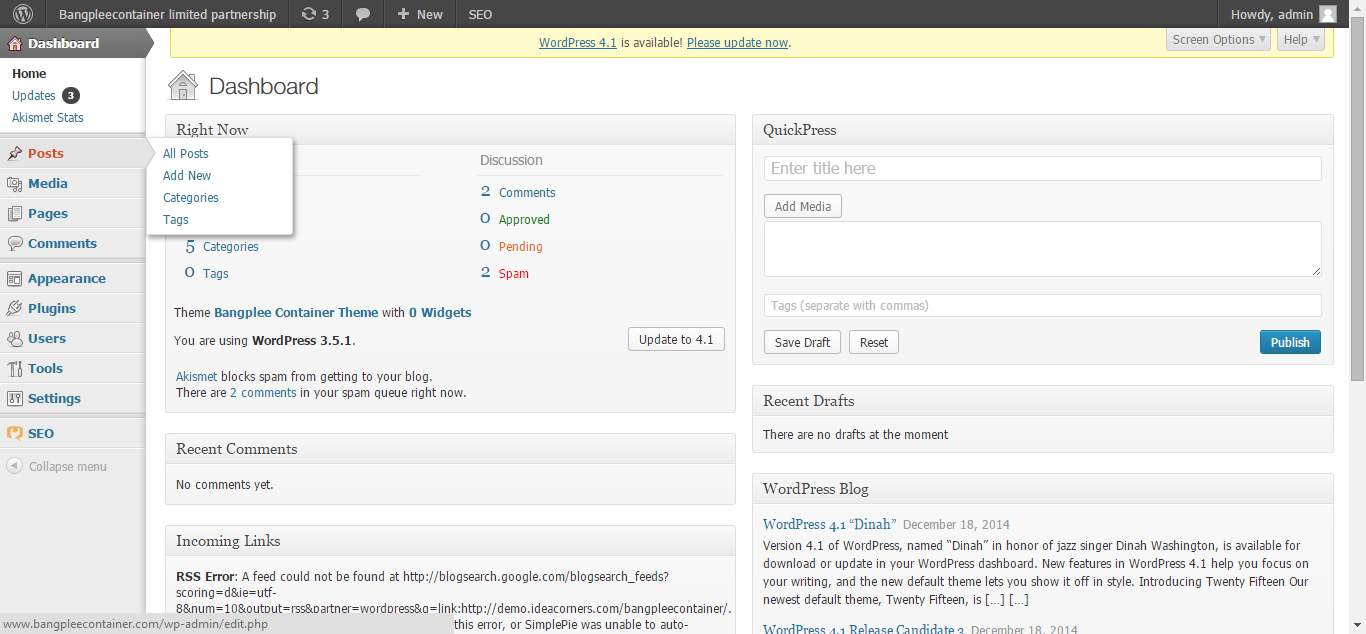 Bangpleecontainer limited partnership
3
New
SEO
Howdy, admin
Dashboard
Home
Updates 3
Akismet Stats
Posts
Media
Pages
Comments
Appearance
Plugins
Users
Tools
Settings
SEO
Collapse menu
All Posts
Add New
Categories
Tags
WordPress 4.1 is available! Please update now.
Screen Options
Help
Dashboard
Right Now
Discussion
2 Comments
0 Approved
5 Categories
0 Pending
0 Tags
2 Spam
Theme Bangplee Container Theme with 0 Widgets
You are using WordPress 3.5.1.
Update to 4.1
Akismet blocks spam from getting to your blog.
There are 2 comments in your spam queue right now.
Recent Comments
No comments yet.
Incoming Links
RSS Error: A feed could not be found at http://blogsearch.google.com/blogsearch_feeds?
scoring=d&ie=utf-
8&num=10&output=rss&partner=wordpress&q=link:http://demo.ideacorners.com/bangpleecontainer/.
this error, or SimplePie was unable to auto-
www.bangpleecontainer.com/wp-admin/edit.php
QuickPress
Enter title here
Add Media
Tags (separate with commas)
Save Draft
Reset
Publish
Recent Drafts
There are no drafts at the moment
WordPress Blog
WordPress 4.1 “Dinah” December 18, 2014
Version 4.1 of WordPress, named “Dinah” in honor of jazz singer Dinah Washington, is available for
download or update in your WordPress dashboard. New features in WordPress 4.1 help you focus on
your writing, and the new default theme lets you show it off in style. Introducing Twenty Fifteen Our
newest default theme, Twenty Fifteen, is […] […]
WordPress 4.1 Release Candidate 3 December 18, 2014